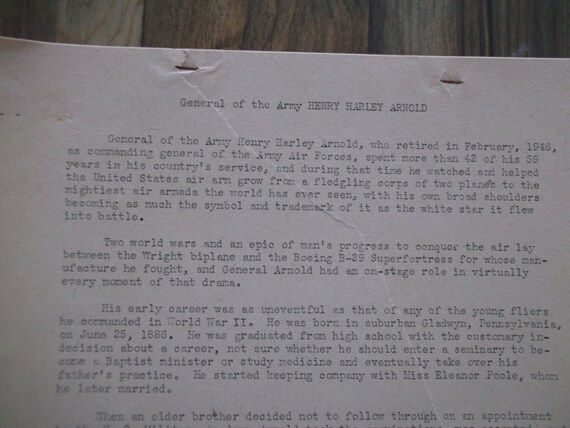 General of the Army HENRY HARLEY ARNOLD
General of the Army Henry Harley Arnold, who retired in February, 1946,
as commanding general of the Army Air Forces, spent more than 42 of his 59
years in his country's service, and during that time he watched and helped
the United States air arm grow from a fledgling corps of two planes to the
mightiest air armada the world has ever seen, with his own broad shoulders
becoming as much the symbol and trademark of it as the white star it flew
into battle.
Two world wars and an epic of man's progress to conquer the air lay
between the Wright biplane and the Boeing B-29 Superfortress for whose man-
ufacture he fought, and General Arnold had an on-stage role in virtually
every moment of that drama.
His early career was as uneventful as that of any of the young fliers
he commanded in World War II. He was born in suburban Gladwyn, Pennsylvania,
on June 25, 1886. He was graduated from high school with the customary in-
decision about a career, not sure whether he should enter a seminary to be-
come a Baptist minister or study medicine and eventually take over his
father's practice. He started keeping company with Miss Eleanor Poole, whom
he later married.
When an older brother decided not to follow through on an appointment